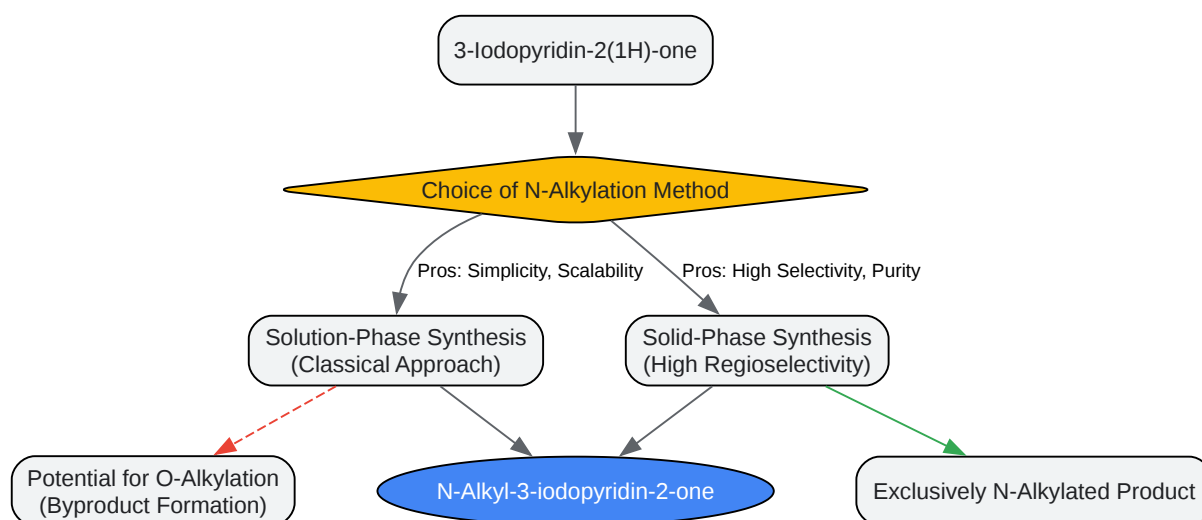 3-Iodopyridin-2(1H)-one
Choice of N-Alkylation Method
Pros: Simplicity, Scalability
Pros: High Selectivity, Purity
Solution-Phase Synthesis
(Classical Approach)
Solid-Phase Synthesis
(High Regioselectivity)
Potential for O-Alkylation
(Byproduct Formation)
N-Alkyl-3-iodopyridin-2-one
Exclusively N-Alkylated Product